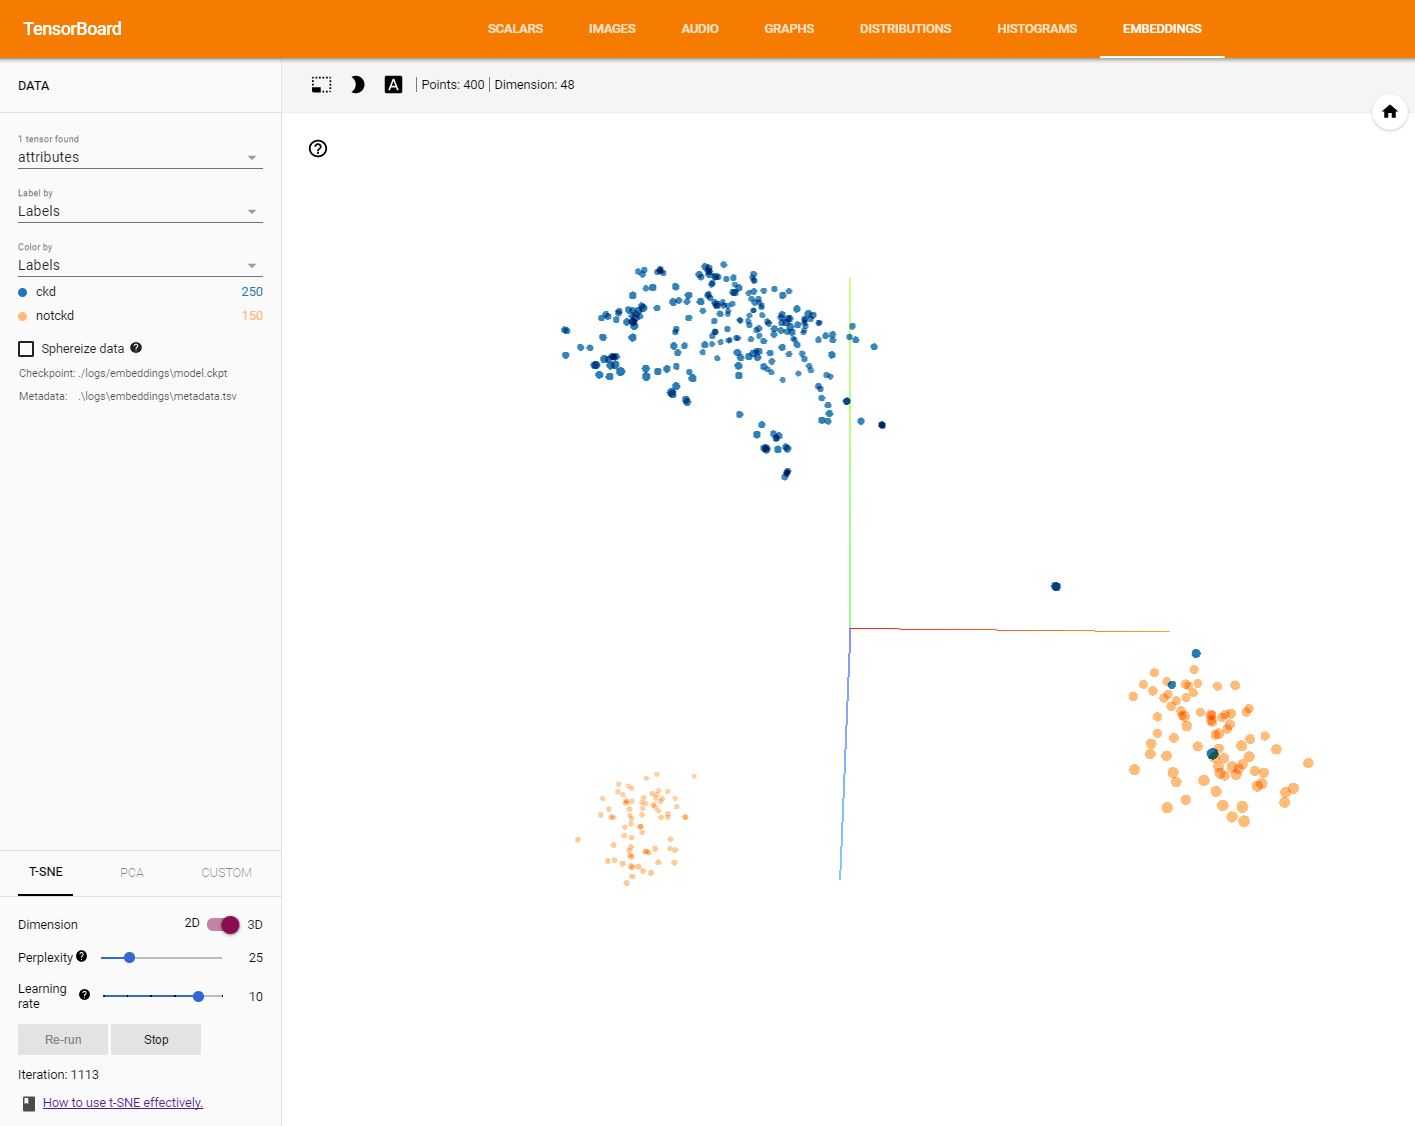 TensorBoard
SCALARS IMAGES AUDIO GRAPHS DISTRIBUTIONS HISTOGRAMS EMBEDDINGS
DATA
A Points: 400 Dimension: 48
1 tensor found
attributes
Label by
Labels
Color by
Labels
ckd 250
notckd 150
Sphereize data ?
Checkpoint: ./logs/embeddings\model.ckpt
Metadata: .\logs\embeddings\metadata.tsv
T-SNE PCA CUSTOM
Dimension 2D 3D
Perplexity ? 25
Learning
rate ? 10
Re-run Stop
Iteration: 1113
How to use t-SNE effectively.
?